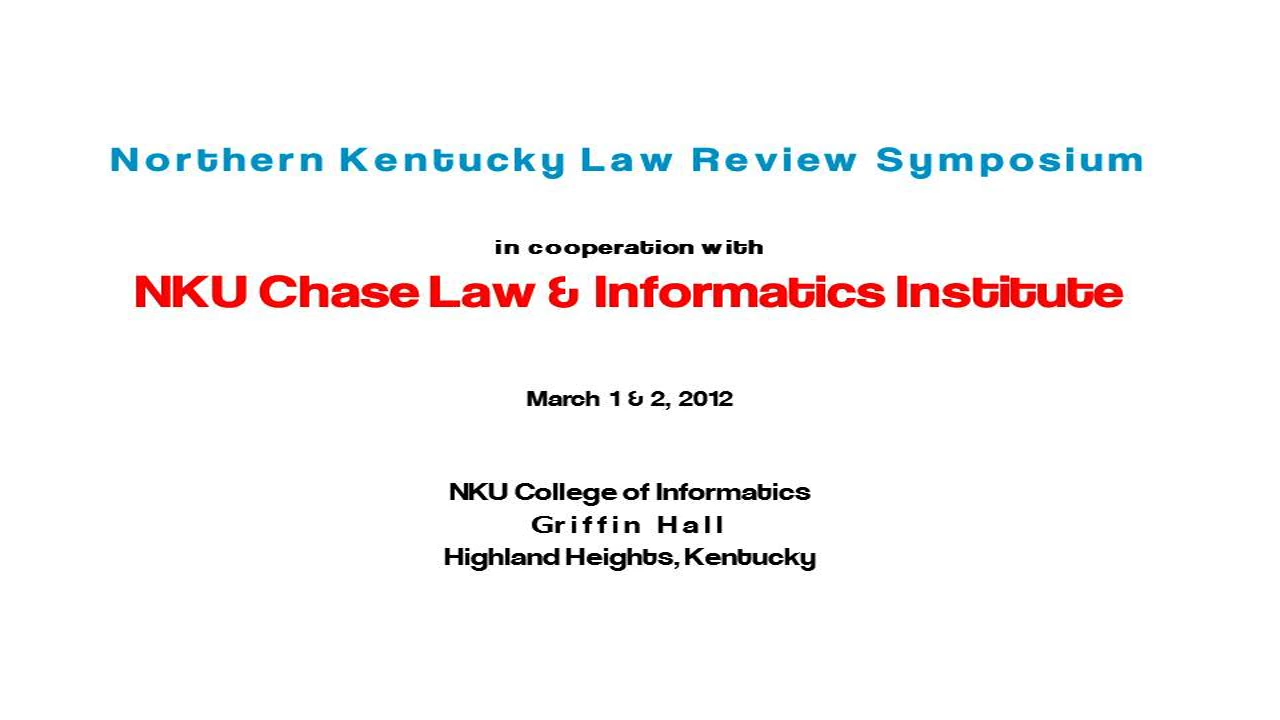 Northern Kentucky Law Review Symposium
in cooperation with
NKU Chase Law & Informatics Institute
March 1 & 2, 2012
NKU College of Informatics
Griffin Hall
Highland Heights, Kentucky